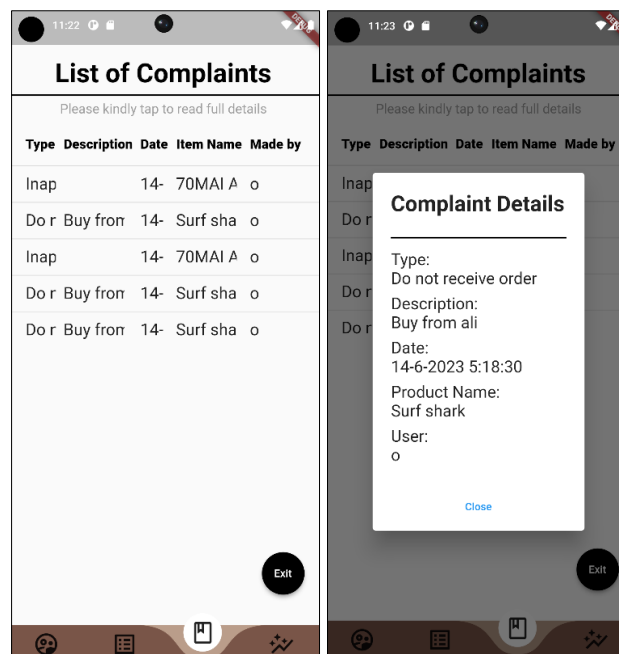 11:22
List of Complaints
Please kindly tap to read full details
Type Description Date Item Name Made by
Inap 14- 70MAI A o
Do r Buy from 14- Surf sha o
Inap 14- 70MAI A o
Do r Buy from 14- Surf sha o
Do r Buy from 14- Surf sha o
Exit
11:23
List of Complaints
Please kindly tap to read full details
Type Description Date Item Name Made by
Inap
Do r
Inap
Do r
Do r
Complaint Details
Type:
Do not receive order
Description:
Buy from ali
Date:
14-6-2023 5:18:30
Product Name:
Surf shark
User:
o
Close
Exit